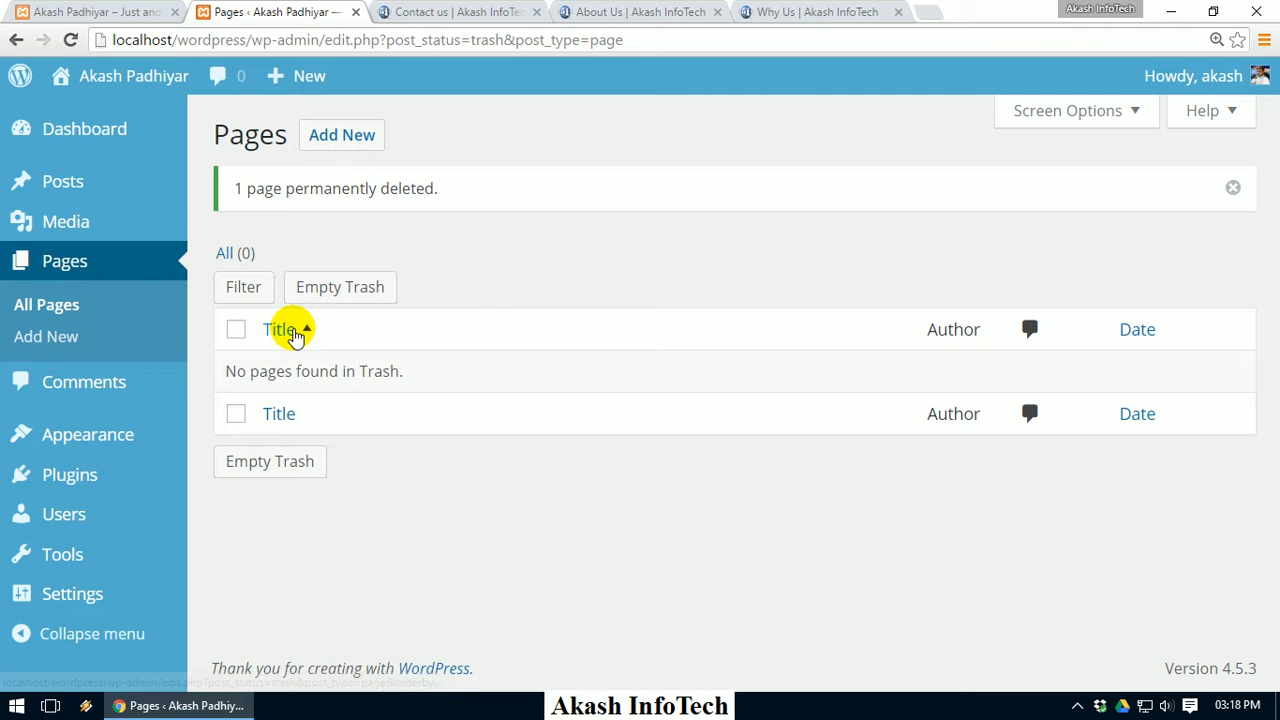 Akash Padhiyar – Just anot
Pages ‹ Akash Padhiyar —
Contact us | Akash InfoTec
About Us | Akash InfoTech
Why Us | Akash InfoTech
Akash InfoTech
localhost/wordpress/wp-admin/edit.php?post_status=trash&post_type=page
Akash Padhiyar
0
New
Howdy, akash
Dashboard
Posts
Media
Pages
All Pages
Add New
Comments
Appearance
Plugins
Users
Tools
Settings
Collapse menu
Screen Options
Help
Pages
Add New
1 page permanently deleted.
All (0)
Filter
Empty Trash
Title
Author
Date
No pages found in Trash.
Title
Author
Date
Empty Trash
Thank you for creating with WordPress.
Version 4.5.3
Pages ‹ Akash Padhiy...
Akash InfoTech
03:18 PM